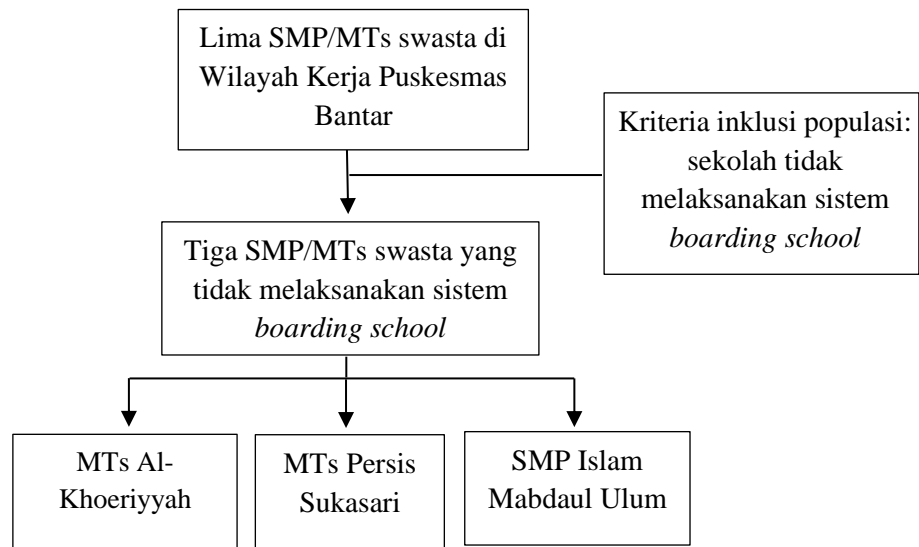 Lima SMP/MTs swasta di
Wilayah Kerja Puskesmas
Bantar
Kriteria inklusi populasi:
sekolah tidak
melaksanakan sistem
boarding school
Tiga SMP/MTs swasta yang
tidak melaksanakan sistem
boarding school
MTs Al-
Khoeriyyah
MTs Persis
Sukasari
SMP Islam
Mabdaul Ulum